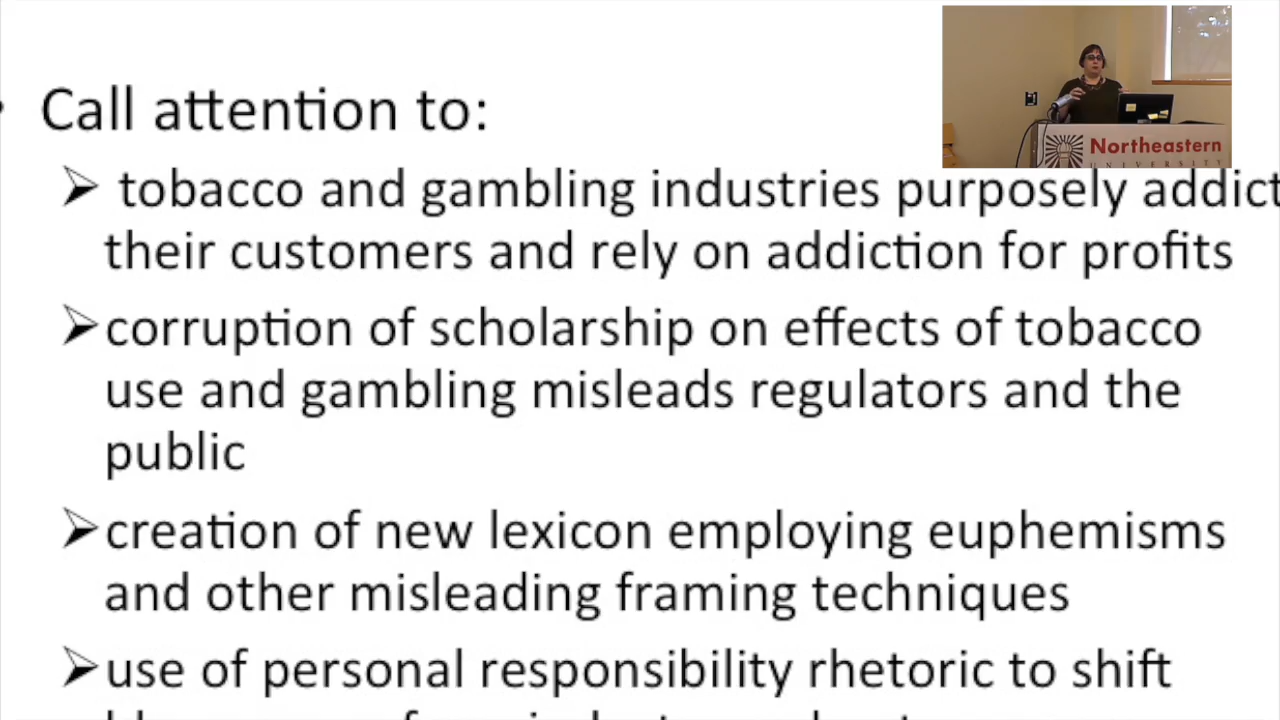 Call attention to:
tobacco and gambling industries purposely addict
their customers and rely on addiction for profits
corruption of scholarship on effects of tobacco
use and gambling misleads regulators and the
public
creation of new lexicon employing euphemisms
and other misleading framing techniques
use of personal responsibility rhetoric to shift
Northeastern
UNIVERSITY